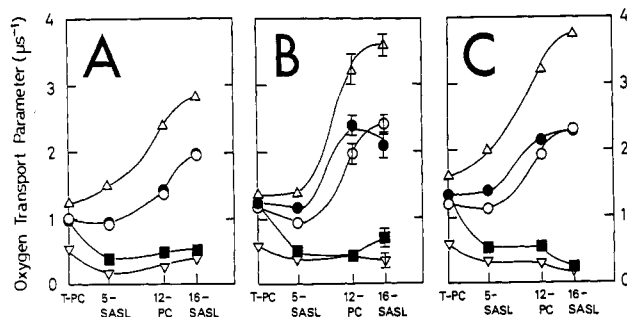 Oxygen Transport Parameter (μs⁻¹)
4
3
2
1
0
A
B
C
4
3
2
1
0
T-PC
5-
SASL
12-
PC
16-
SASL
T-PC
5-
SASL
12-
PC
16-
SASL
T-PC
5-
SASL
12-
PC
16-
SASL